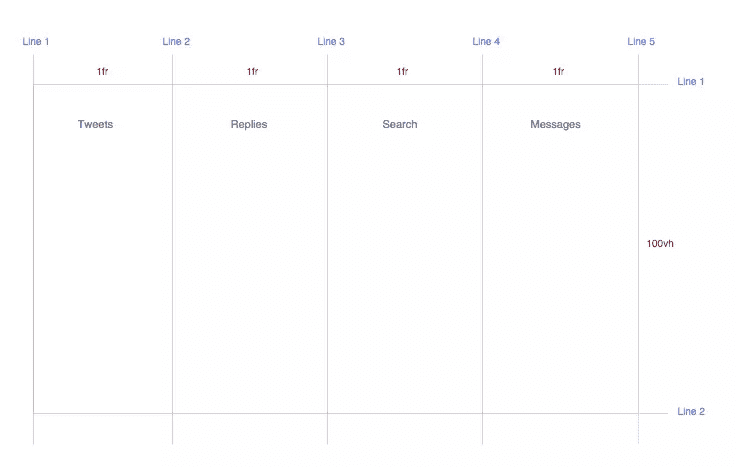 Line 1 Line 2 Line 3 Line 4 Line 5
1fr 1fr 1fr 1fr
Line 1
Tweets Replies Search Messages
100vh
Line 2